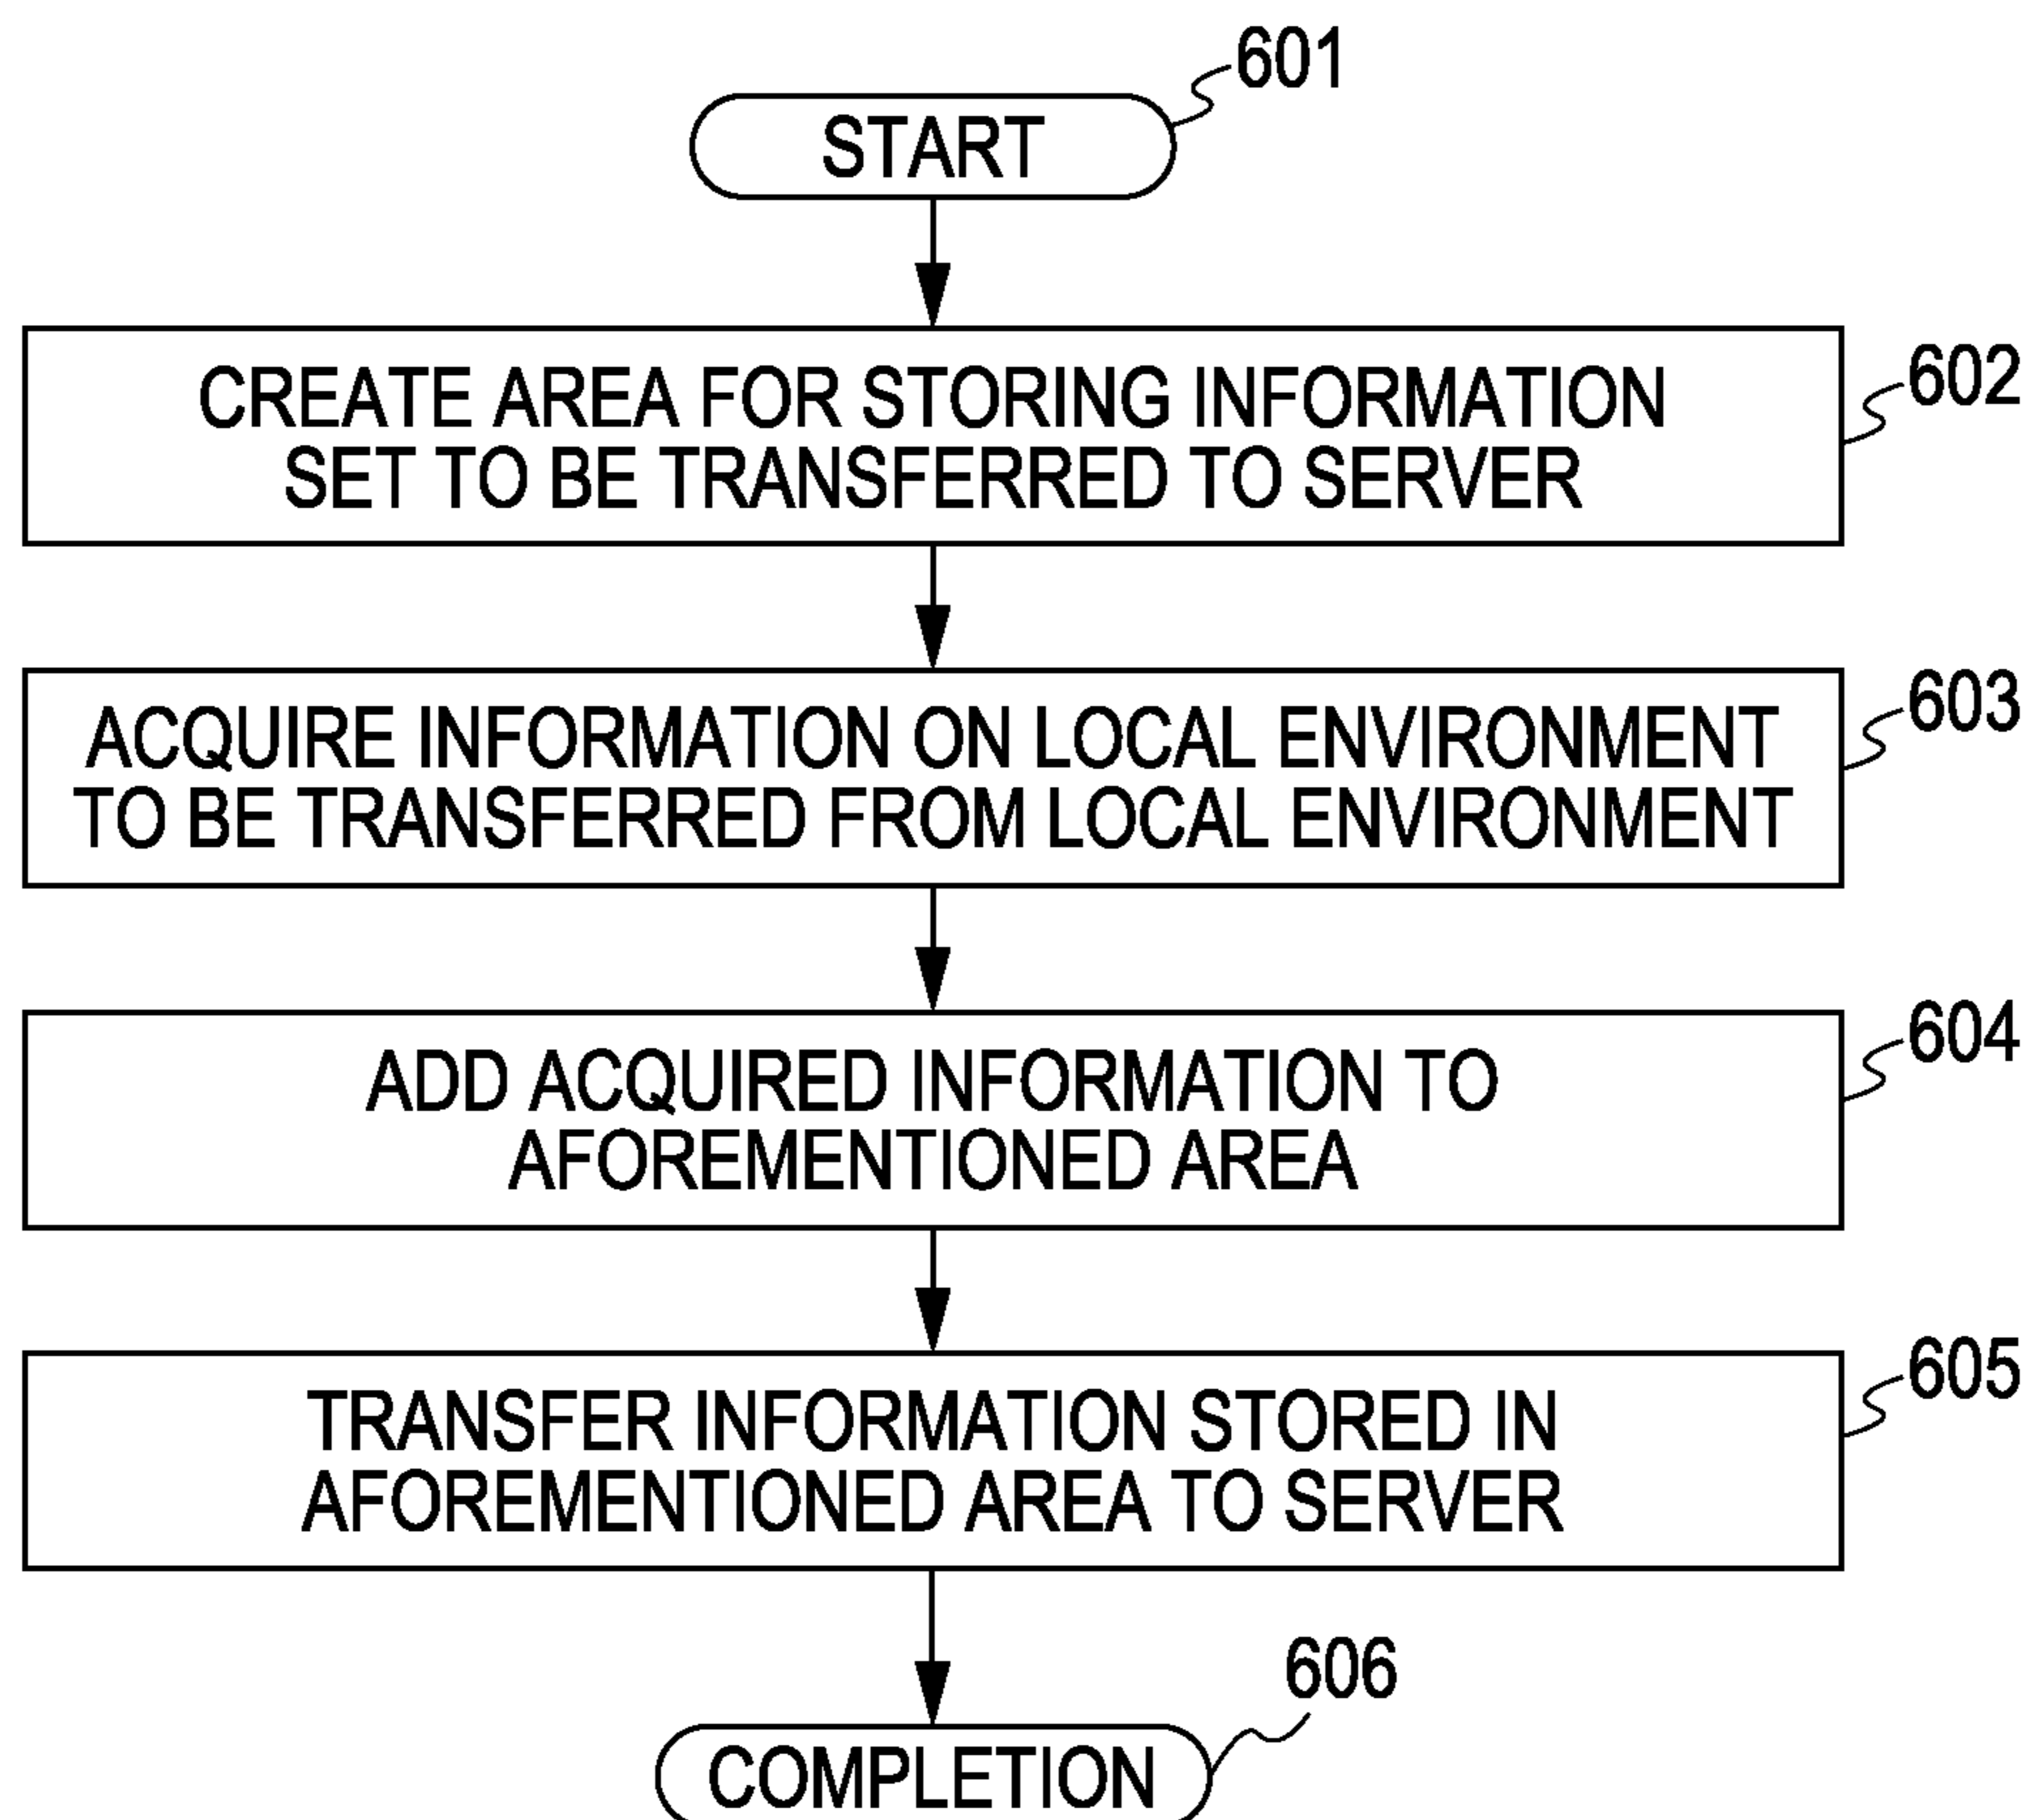 601
START
602
CREATE AREA FOR STORING INFORMATION
SET TO BE TRANSFERRED TO SERVER
603
ACQUIRE INFORMATION ON LOCAL ENVIRONMENT
TO BE TRANSFERRED FROM LOCAL ENVIRONMENT
604
ADD ACQUIRED INFORMATION TO
AFOREMENTIONED AREA
605
TRANSFER INFORMATION STORED IN
AFOREMENTIONED AREA TO SERVER
606
COMPLETION